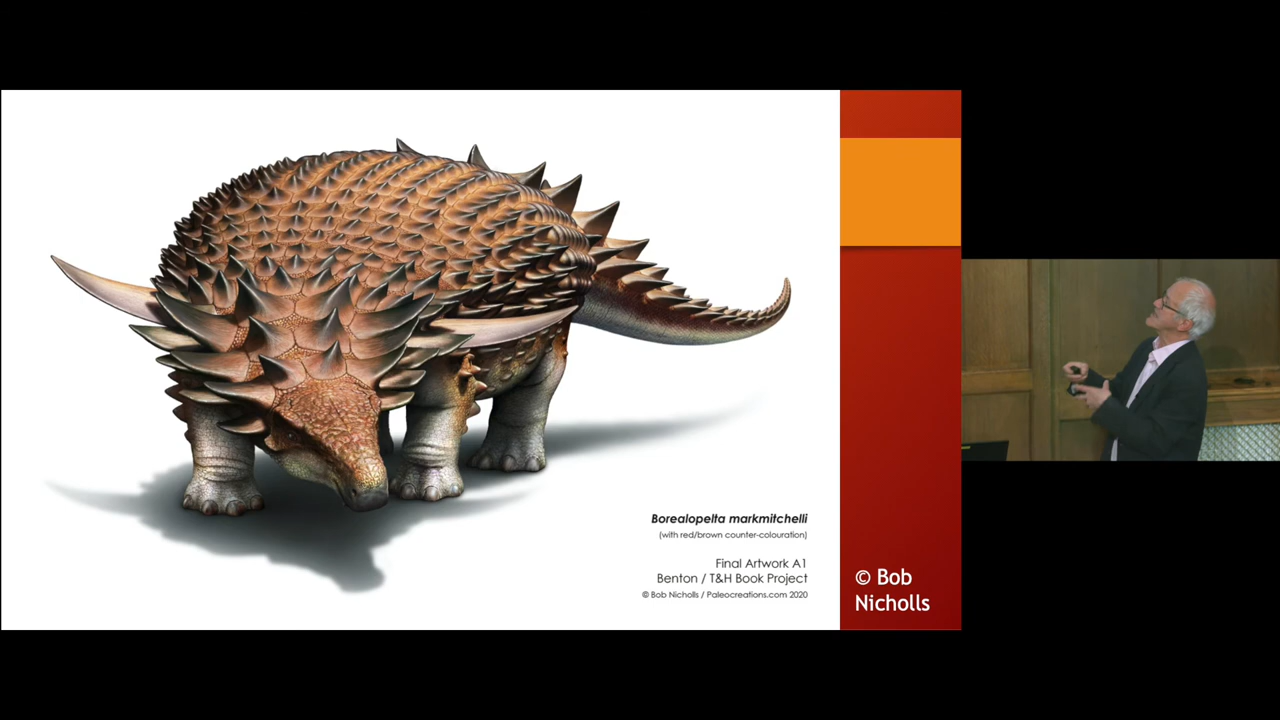 Borealopelta markmitchelli
(with red/brown counter-colouration)
Final Artwork A1
Benton / T&H Book Project
© Bob Nicholls / Paleocreations.com 2020
© Bob
Nicholls